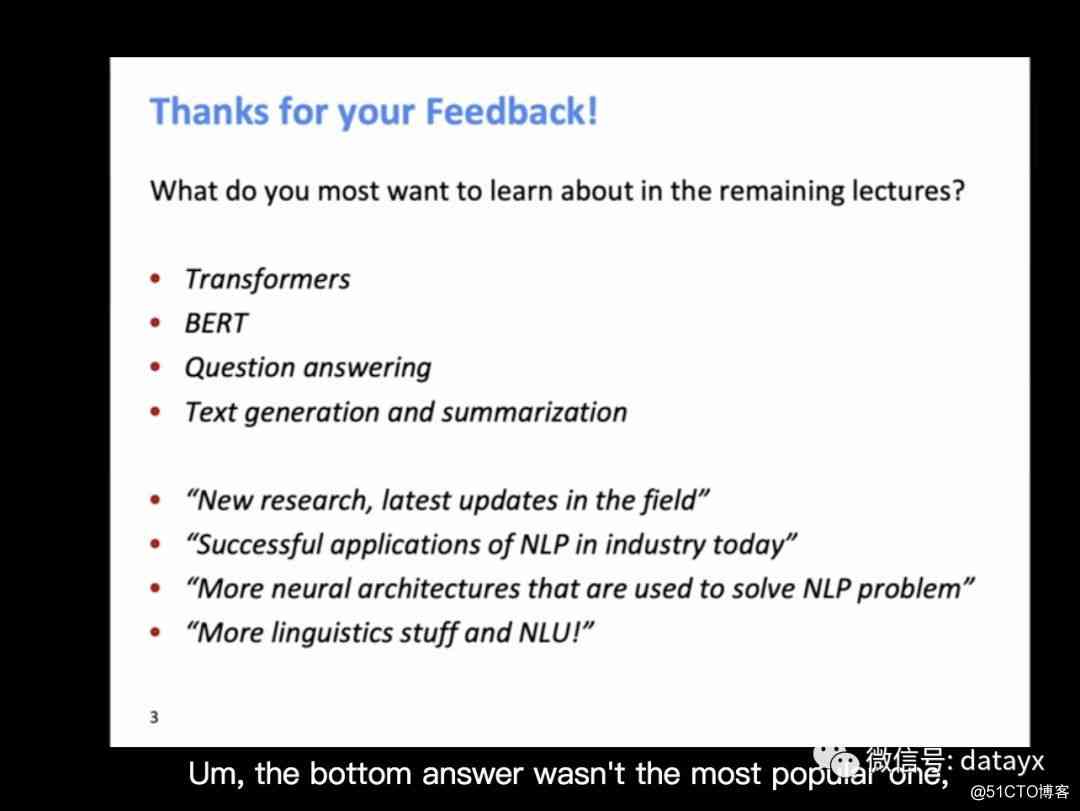 Thanks for your Feedback!
What do you most want to learn about in the remaining lectures?
• Transformers
• BERT
• Question answering
• Text generation and summarization
• “New research, latest updates in the field”
• “Successful applications of NLP in industry today”
• “More neural architectures that are used to solve NLP problem”
• “More linguistics stuff and NLU!”
3
Um, the bottom answer wasn't the most popular one,
微信号: datayx
@51CTO博客